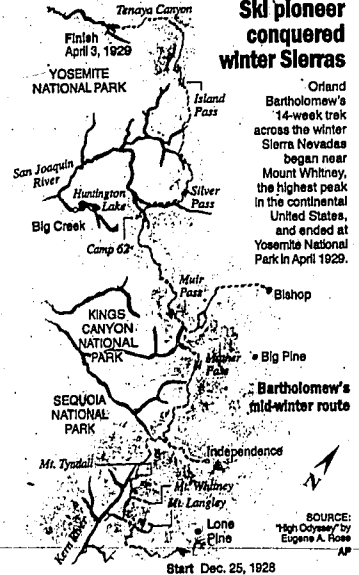 Ski pioneer
conquered
winter Sierras
Orland
Bartholomew's
14-week trek
across the winter
Sierra Nevadas
began near
Mount Whitney,
the highest peak
in the continental
United States,
and ended at
Yosemite National
Park in April 1929.
Tenaya Canyon
Finish
April 3, 1929
YOSEMITE
NATIONAL PARK
Island
Pass
San Joaquin
River
Huntington
Lake
Silver
Pass
Big Creek
Camp 62
Muir
Pass
Bishop
KINGS
CANYON
NATIONAL
PARK
Mather
Pass
Big Pine
Bartholomew's
mid-winter route
SEQUOIA
NATIONAL
PARK
Independence
Mt. Tyndall
Mt. Whitney
Mt. Langley
N
Kern River
Lone
Pine
SOURCE:
"High Odyssey" by
Eugene A. Rose
AP
Start Dec. 25, 1928